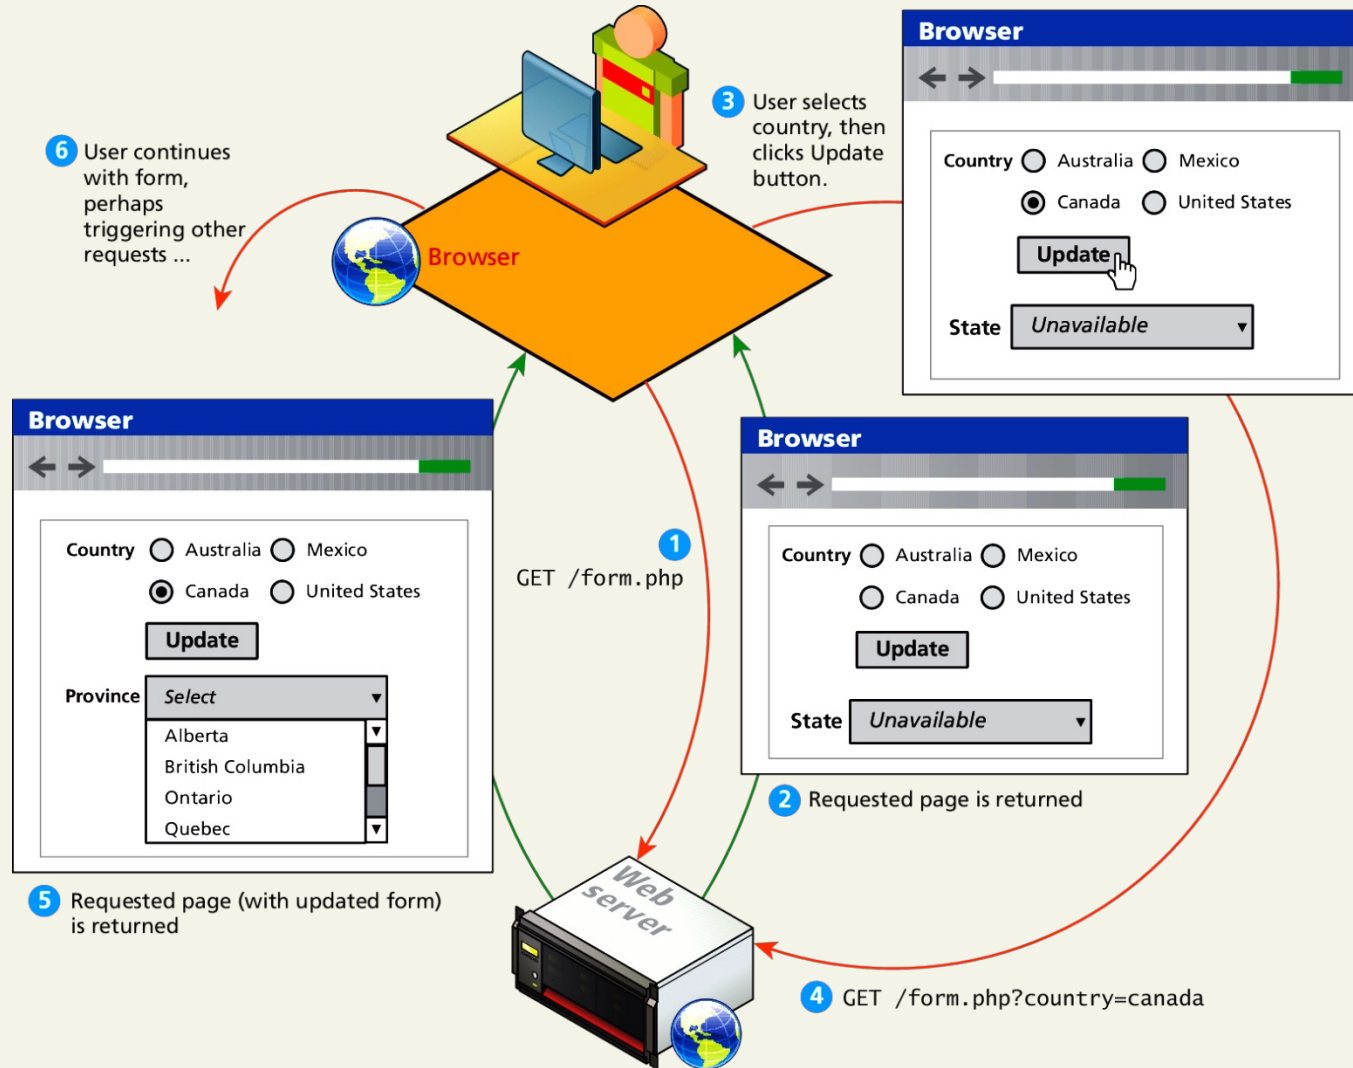 6 User continues
with form,
perhaps
triggering other
requests ...
Browser
3 User selects
country, then
clicks Update
button.
Browser
Country Australia Mexico
Canada United States
Update
State Unavailable
Browser
Country Australia Mexico
Canada United States
Update
Province Select
Alberta
British Columbia
Ontario
Quebec
5 Requested page (with updated form)
is returned
1
GET /form.php
Browser
Country Australia Mexico
Canada United States
Update
State Unavailable
2 Requested page is returned
Web
server
4 GET /form.php?country=canada